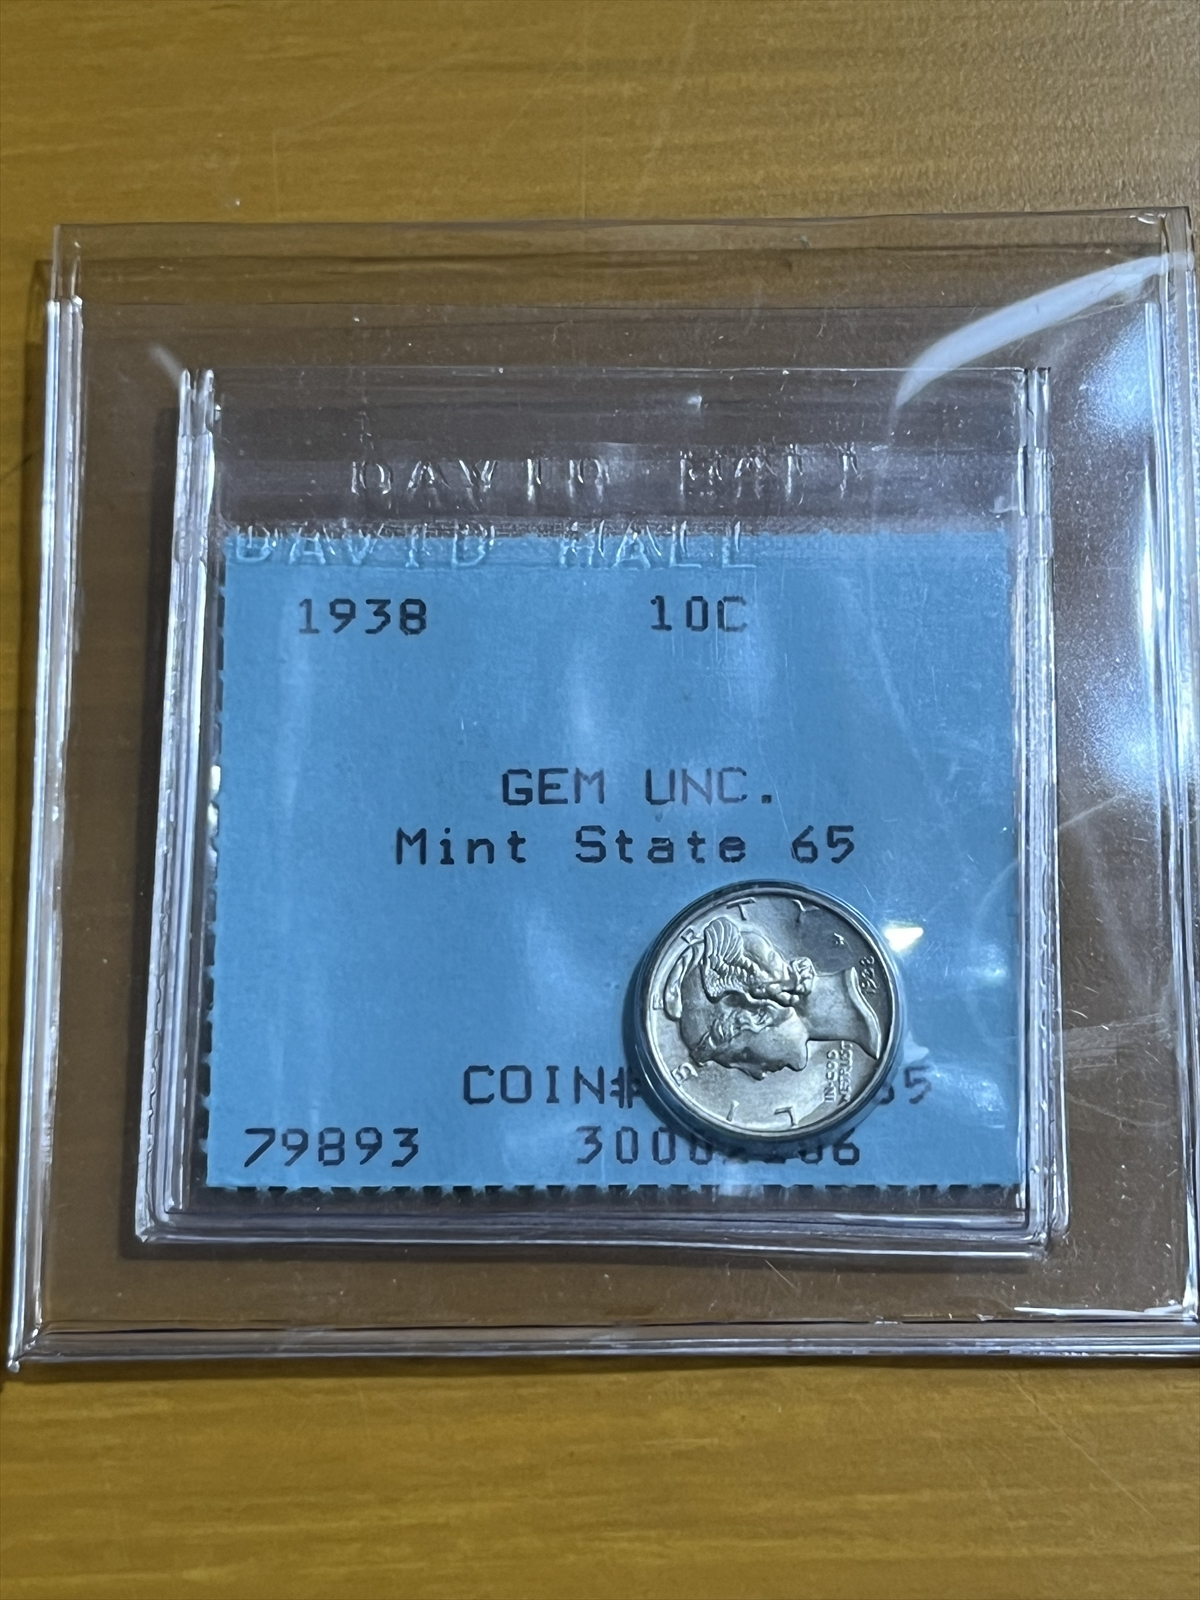 DAVID HALL
DAVID HALL
1938 10C
GEM UNC.
Mint State 65
LIBERTY
1938
IN GOD
WE TRUST
COIN#
79893